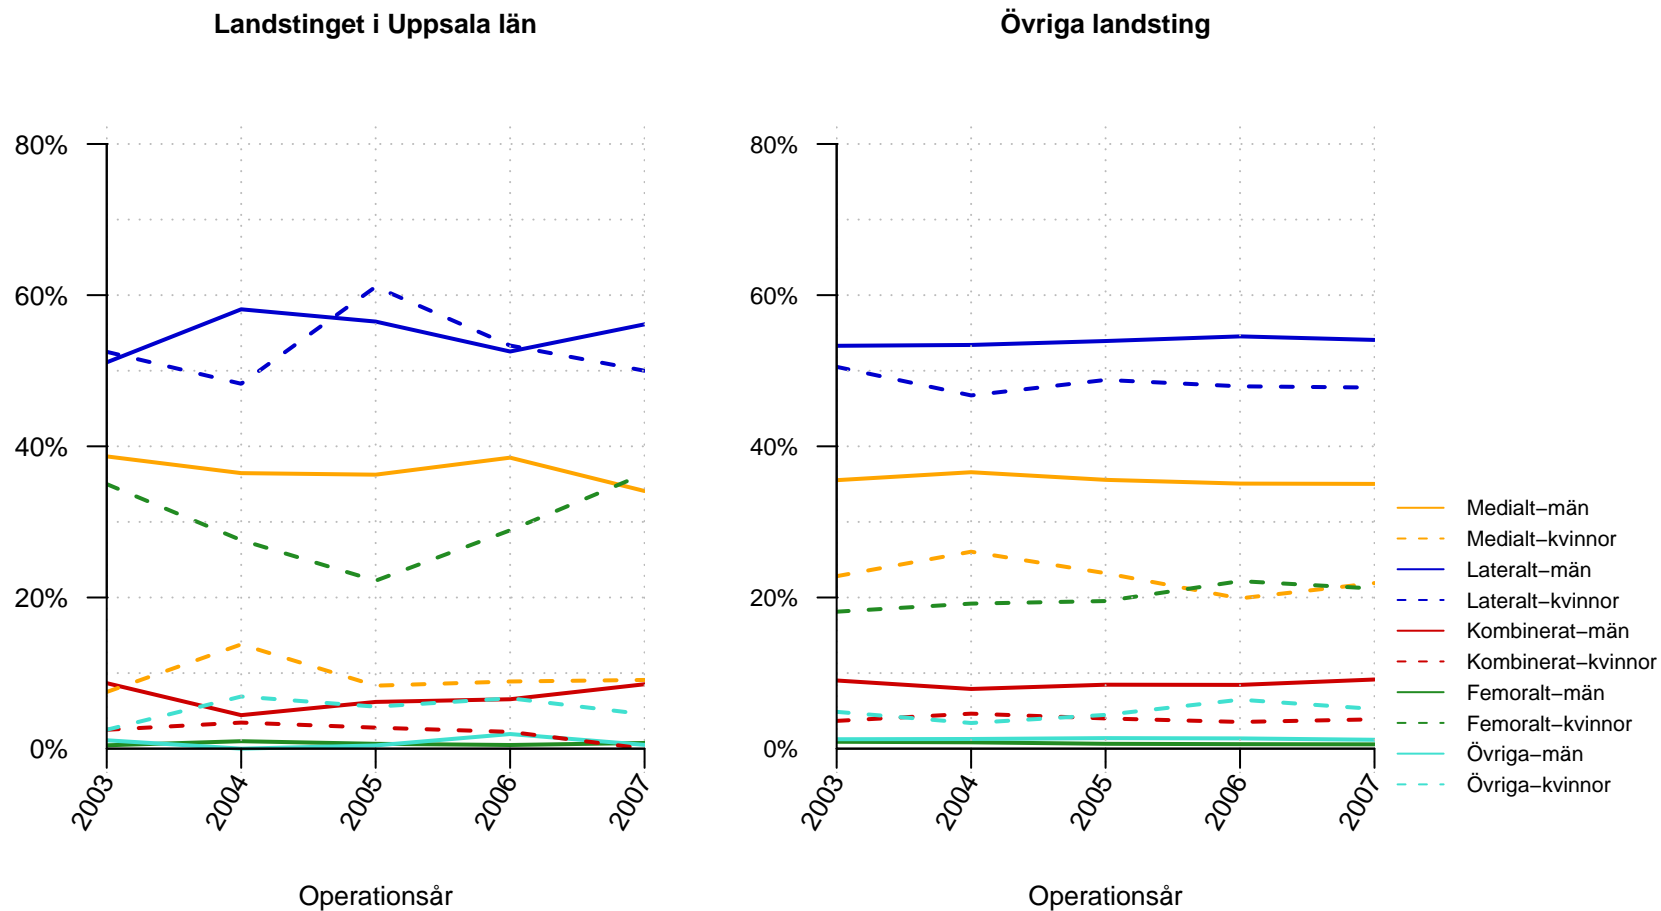 Landstinget i Uppsala län
80%
60%
40%
20%
0%
2003
2004
2005
2006
2007
Operationsår
Övriga landsting
80%
60%
40%
20%
0%
2003
2004
2005
2006
2007
Operationsår
Medialt−män
Medialt−kvinnor
Lateralt−män
Lateralt−kvinnor
Kombinerat−män
Kombinerat−kvinnor
Femoralt−män
Femoralt−kvinnor
Övriga−män
Övriga−kvinnor